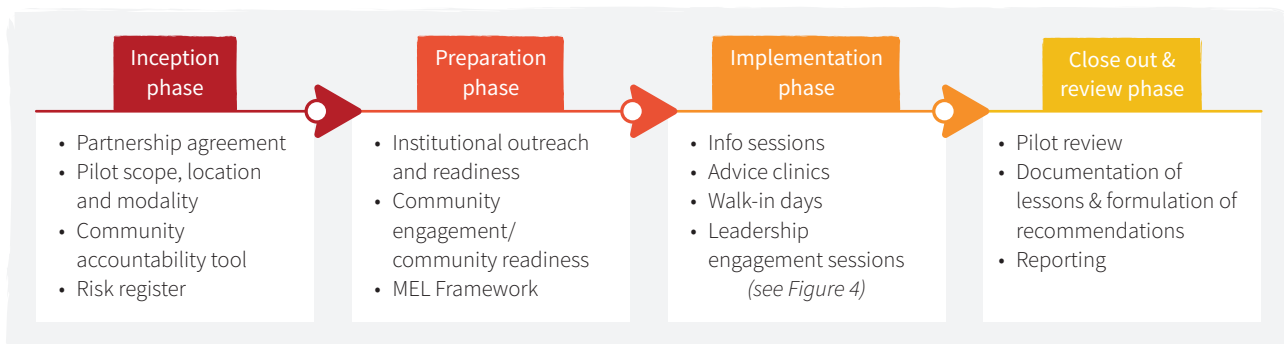 Inception
phase
• Partnership agreement
• Pilot scope, location
and modality
• Community
accountability tool
• Risk register
Preparation
phase
• Institutional outreach
and readiness
• Community
engagement/
community readiness
• MEL Framework
Implementation
phase
• Info sessions
• Advice clinics
• Walk-in days
• Leadership
engagement sessions
(see Figure 4)
Close out &
review phase
• Pilot review
• Documentation of
lessons & formulation of
recommendations
• Reporting